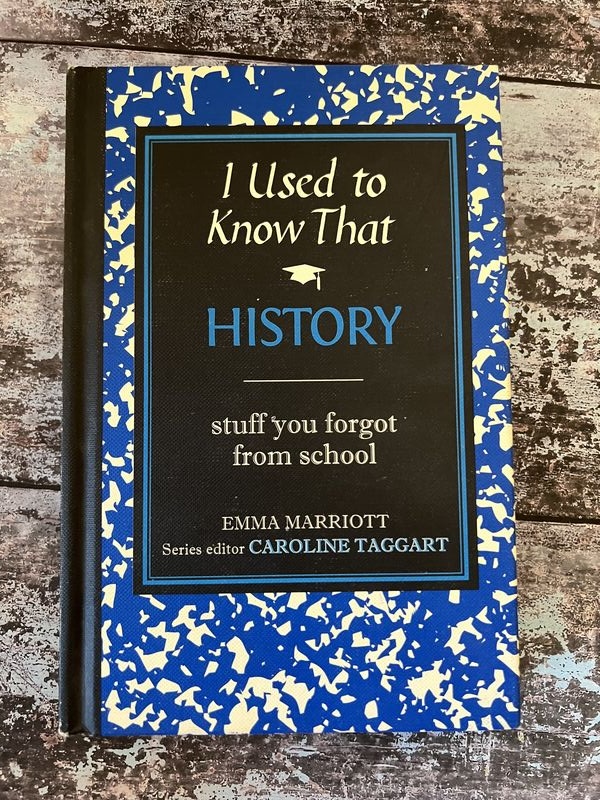 I Used to
Know That
HISTORY
stuff you forgot
from school
EMMA MARRIOTT
Series editor CAROLINE TAGGART